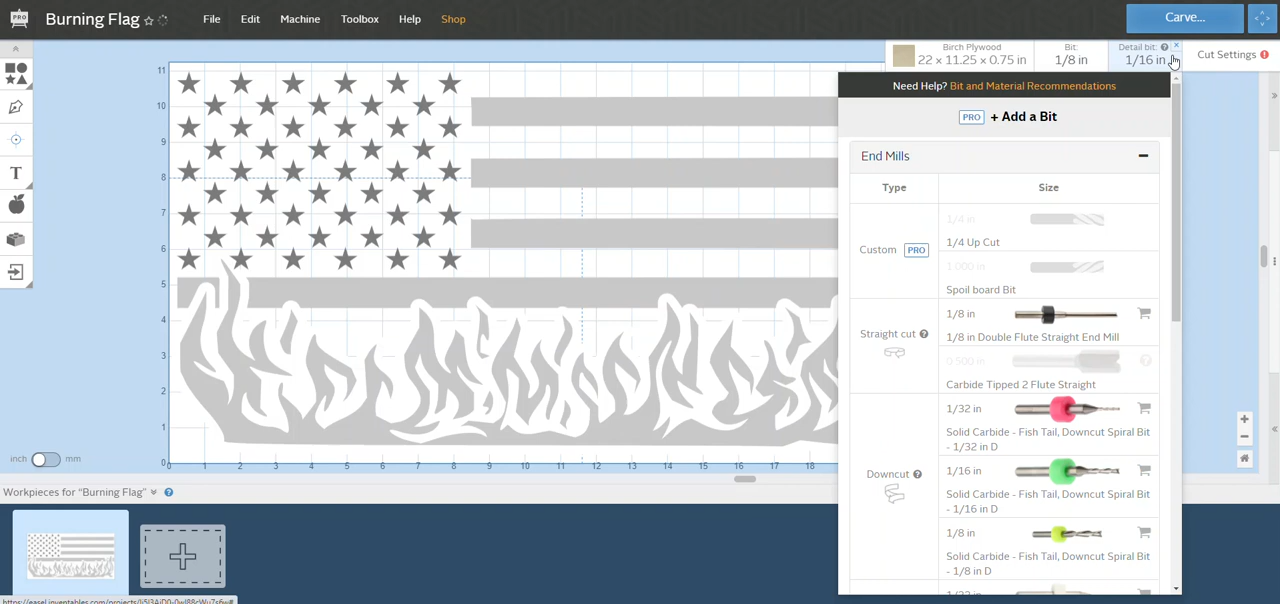 PRO
Burning Flag
File
Edit
Machine
Toolbox
Help
Shop
Carve...
Birch Plywood
22 x 11.25 x 0.75 in
Bit:
1/8 in
Detail bit:
1/16 in
Cut Settings
Need Help? Bit and Material Recommendations
PRO + Add a Bit
End Mills
Type
Size
Custom PRO
1/4 in
1/4 Up Cut
1.000 in
Spoil board Bit
Straight cut
1/8 in
1/8 in Double Flute Straight End Mill
0.500 in
Carbide Tipped 2 Flute Straight
Downcut
1/32 in
Solid Carbide - Fish Tail, Downcut Spiral Bit
- 1/32 in D
1/16 in
Solid Carbide - Fish Tail, Downcut Spiral Bit
- 1/16 in D
1/8 in
Solid Carbide - Fish Tail, Downcut Spiral Bit
- 1/8 in D
T
11
10
9
8
7
6
5
4
3
2
1
0
0 1 2 3 4 5 6 7 8 9 10 11 12 13 14 15 16 17 18
inch
mm
Workpieces for “Burning Flag”